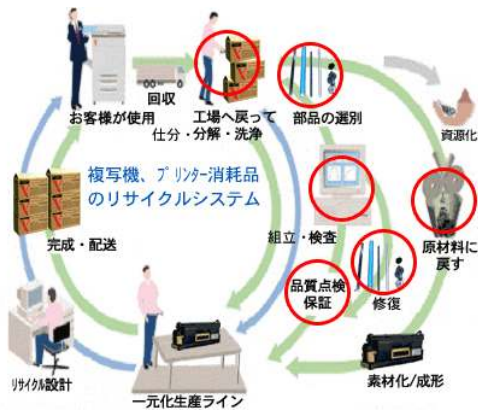 お客様が使用
回収
工場へ戻って
仕分・分解・洗浄
部品の選別
資源化
複写機、プリンター消耗品
のリサイクルシステム
組立・検査
原材料に
戻す
完成・配送
品質点検
保証
修復
リサイクル設計
一元化生産ライン
素材化/成形